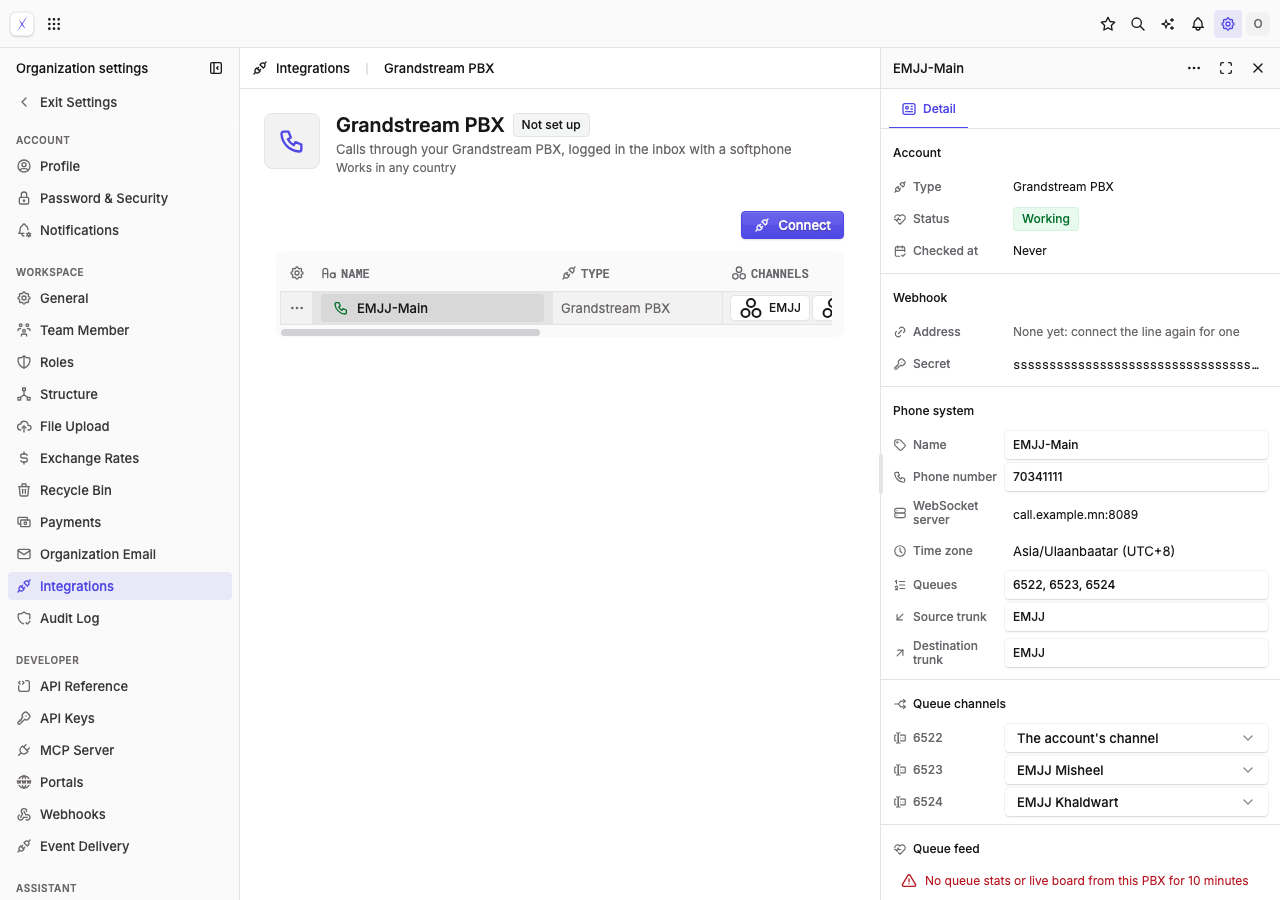 O
Organization settings
Exit Settings
ACCOUNT
Profile
Password & Security
Notifications
WORKSPACE
General
Team Member
Roles
Structure
File Upload
Exchange Rates
Recycle Bin
Payments
Organization Email
Integrations
Audit Log
DEVELOPER
API Reference
API Keys
MCP Server
Portals
Webhooks
Event Delivery
ASSISTANT
Integrations | Grandstream PBX
Grandstream PBX Not set up
Calls through your Grandstream PBX, logged in the inbox with a softphone
Works in any country
Connect
Aa NAME TYPE CHANNELS
EMJJ-Main Grandstream PBX EMJJ
EMJJ-Main
Detail
Account
Type Grandstream PBX
Status Working
Checked at Never
Webhook
Address None yet: connect the line again for one
Secret ssssssssssssssssssssssssssssssssss…
Phone system
Name EMJJ-Main
Phone number 70341111
WebSocket server call.example.mn:8089
Time zone Asia/Ulaanbaatar (UTC+8)
Queues 6522, 6523, 6524
Source trunk EMJJ
Destination trunk EMJJ
Queue channels
6522 The account's channel
6523 EMJJ Misheel
6524 EMJJ Khaldwart
Queue feed
No queue stats or live board from this PBX for 10 minutes